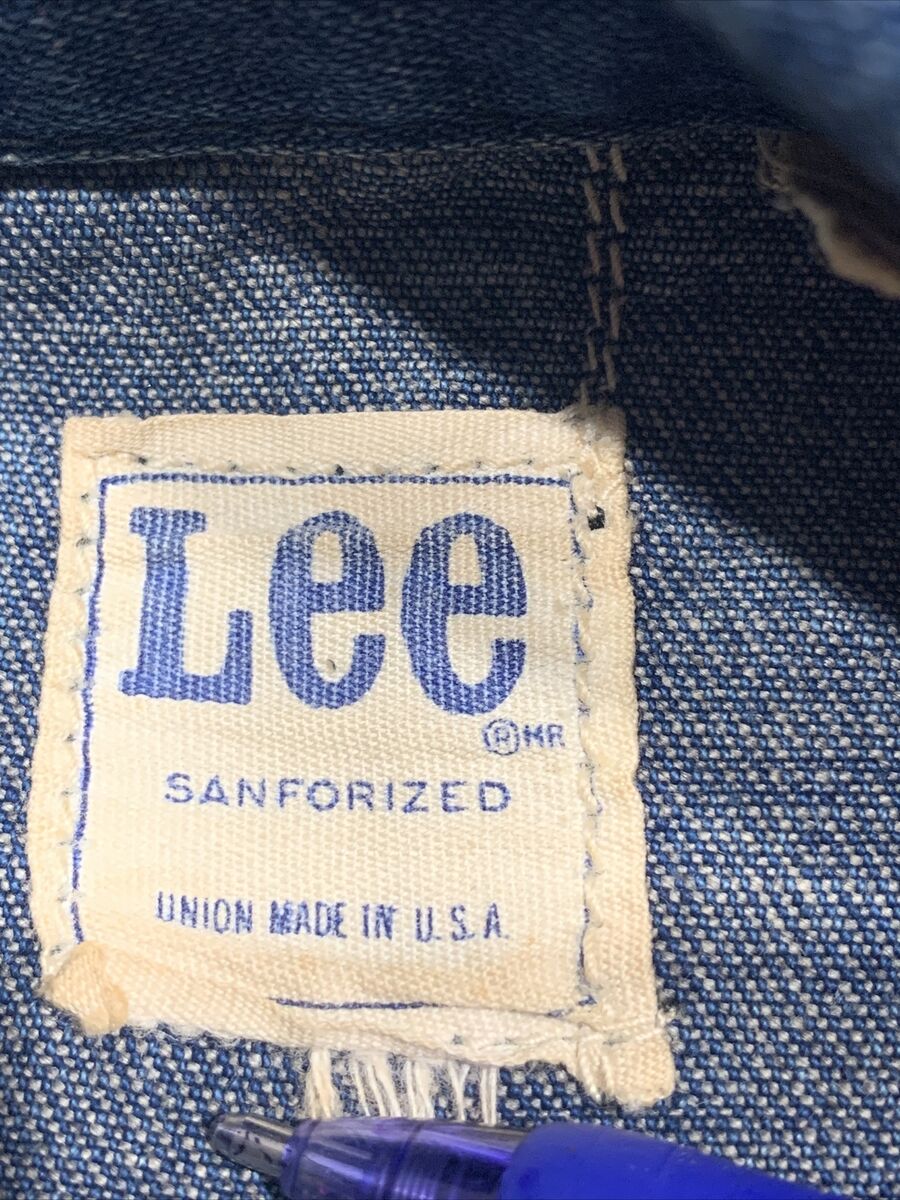 Lee
® MR
SANFORIZED
UNION MADE IN U.S.A.